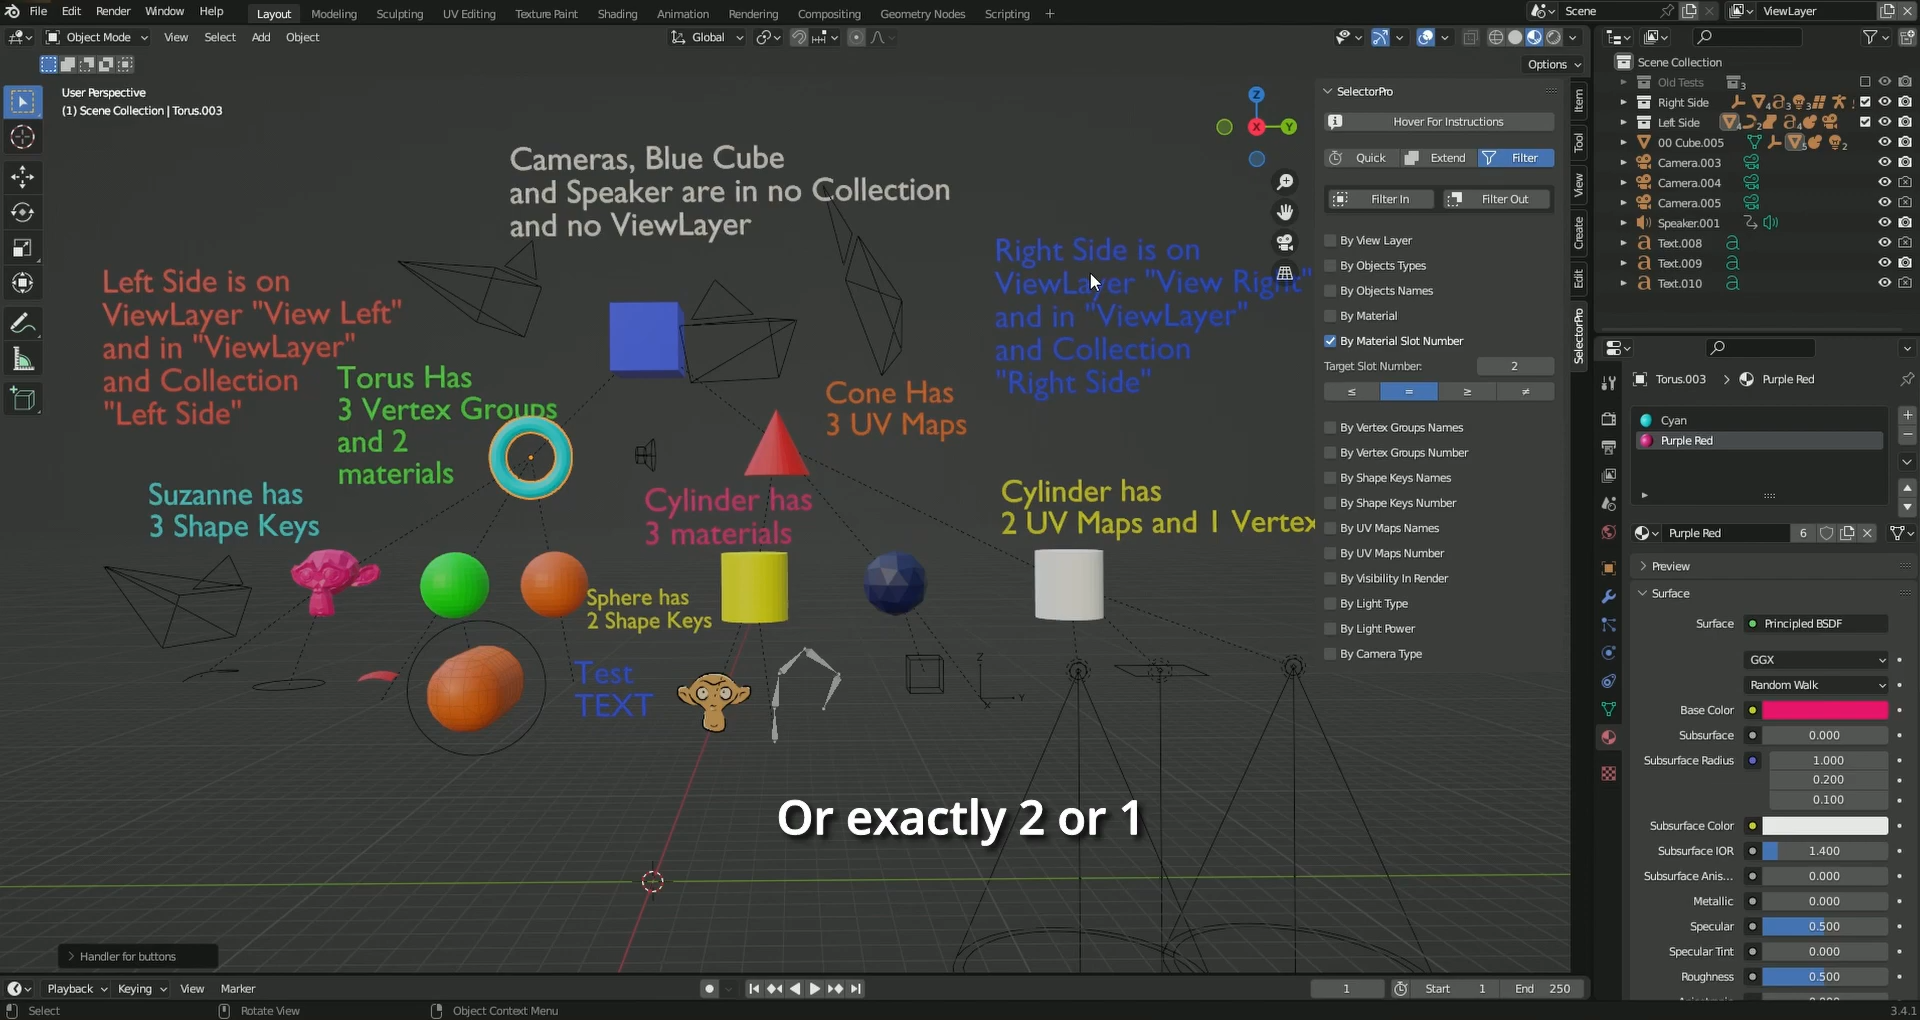 File Edit Render Window Help Layout Modeling Sculpting UV Editing Texture Paint Shading Animation Rendering Compositing Geometry Nodes Scripting + Scene ViewLayer
Object Mode View Select Add Object Global
Options
User Perspective
(1) Scene Collection | Torus.003
Cameras, Blue Cube
and Speaker are in no Collection
and no ViewLayer
Left Side is on
ViewLayer "View Left"
and in "ViewLayer"
and Collection
"Left Side"
Right Side is on
ViewLayer "View Right"
and in "ViewLayer"
and Collection
"Right Side"
Torus Has
3 Vertex Groups
and 2
materials
Cone Has
3 UV Maps
Suzanne has
3 Shape Keys
Cylinder has
3 materials
Cylinder has
2 UV Maps and 1 Vertex
Sphere has
2 Shape Keys
Test
TEXT
Z
X
Y
Z
Y
X
Or exactly 2 or 1
Handler for buttons
SelectorPro
Hover For Instructions
Quick Extend Filter
Filter In Filter Out
By View Layer
By Objects Types
By Objects Names
By Material
By Material Slot Number
Target Slot Number: 2
≤ = ≥ ≠
By Vertex Groups Names
By Vertex Groups Number
By Shape Keys Names
By Shape Keys Number
By UV Maps Names
By UV Maps Number
By Visibility In Render
By Light Type
By Light Power
By Camera Type
Item
Tool
View
Create
Edit
SelectorPro
Scene Collection
Old Tests 3
Right Side 4 3 3
Left Side 4 2 4
00 Cube.005 5 2
Camera.003
Camera.004
Camera.005
Speaker.001
Text.008
Text.009
Text.010
Torus.003 > Purple Red
Cyan
Purple Red
Purple Red 6
Preview
Surface
Surface Principled BSDF
GGX
Random Walk
Base Color
Subsurface 0.000
Subsurface Radius 1.000
0.200
0.100
Subsurface Color
Subsurface IOR 1.400
Subsurface Anis... 0.000
Metallic 0.000
Specular 0.500
Specular Tint 0.000
Roughness 0.500
Playback Keying View Marker 1 Start 1 End 250
Select Rotate View Object Context Menu 3.4.1